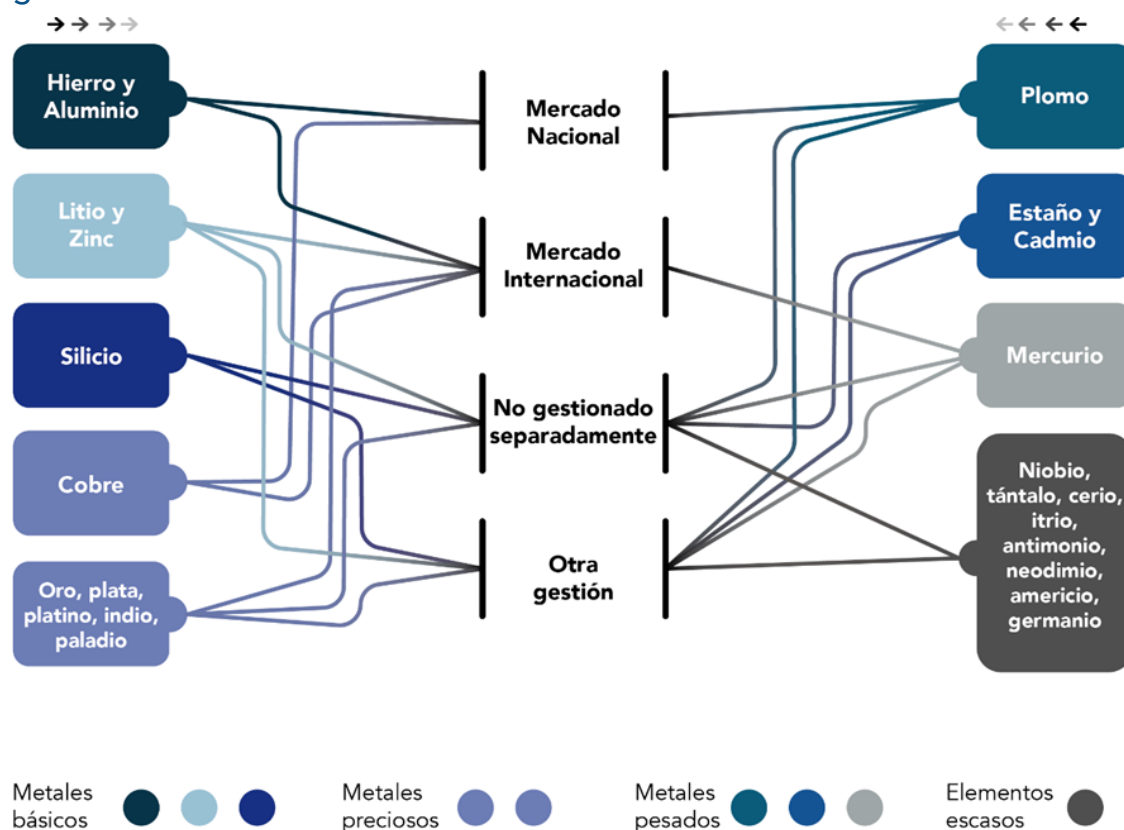 Hierro y
Aluminio
Litio y
Zinc
Silicio
Cobre
Oro, plata,
platino, indio,
paladio
Mercado
Nacional
Mercado
Internacional
No gestionado
separadamente
Otra
gestión
Plomo
Estaño y
Cadmio
Mercurio
Niobio,
tántalo, cerio,
itrio,
antimonio,
neodimio,
americio,
germanio
Metales
básicos
Metales
preciosos
Metales
pesados
Elementos
escasos